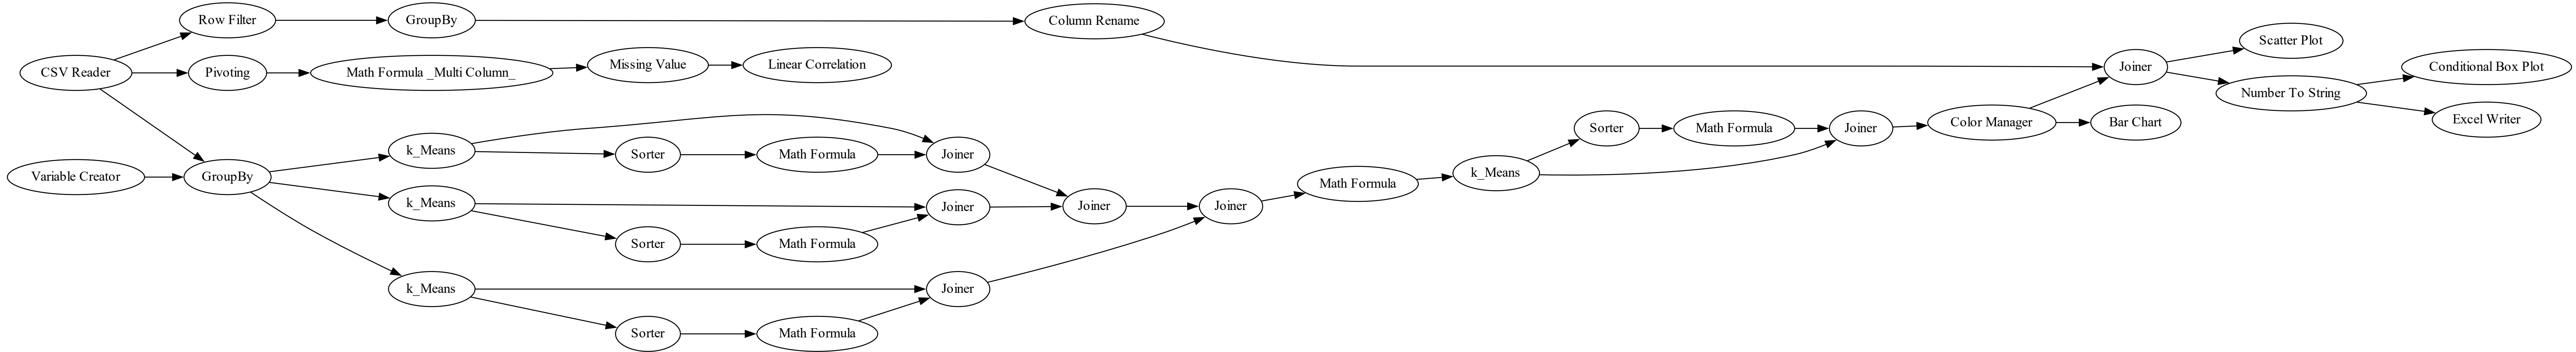 Row Filter
GroupBy
Column Rename
CSV Reader
Pivoting
Math Formula _Multi Column_
Missing Value
Linear Correlation
Variable Creator
GroupBy
k_Means
Sorter
Math Formula
Joiner
k_Means
Sorter
Math Formula
Joiner
k_Means
Sorter
Math Formula
Joiner
Joiner
Joiner
Math Formula
k_Means
Sorter
Math Formula
Joiner
Color Manager
Joiner
Bar Chart
Scatter Plot
Number To String
Conditional Box Plot
Excel Writer